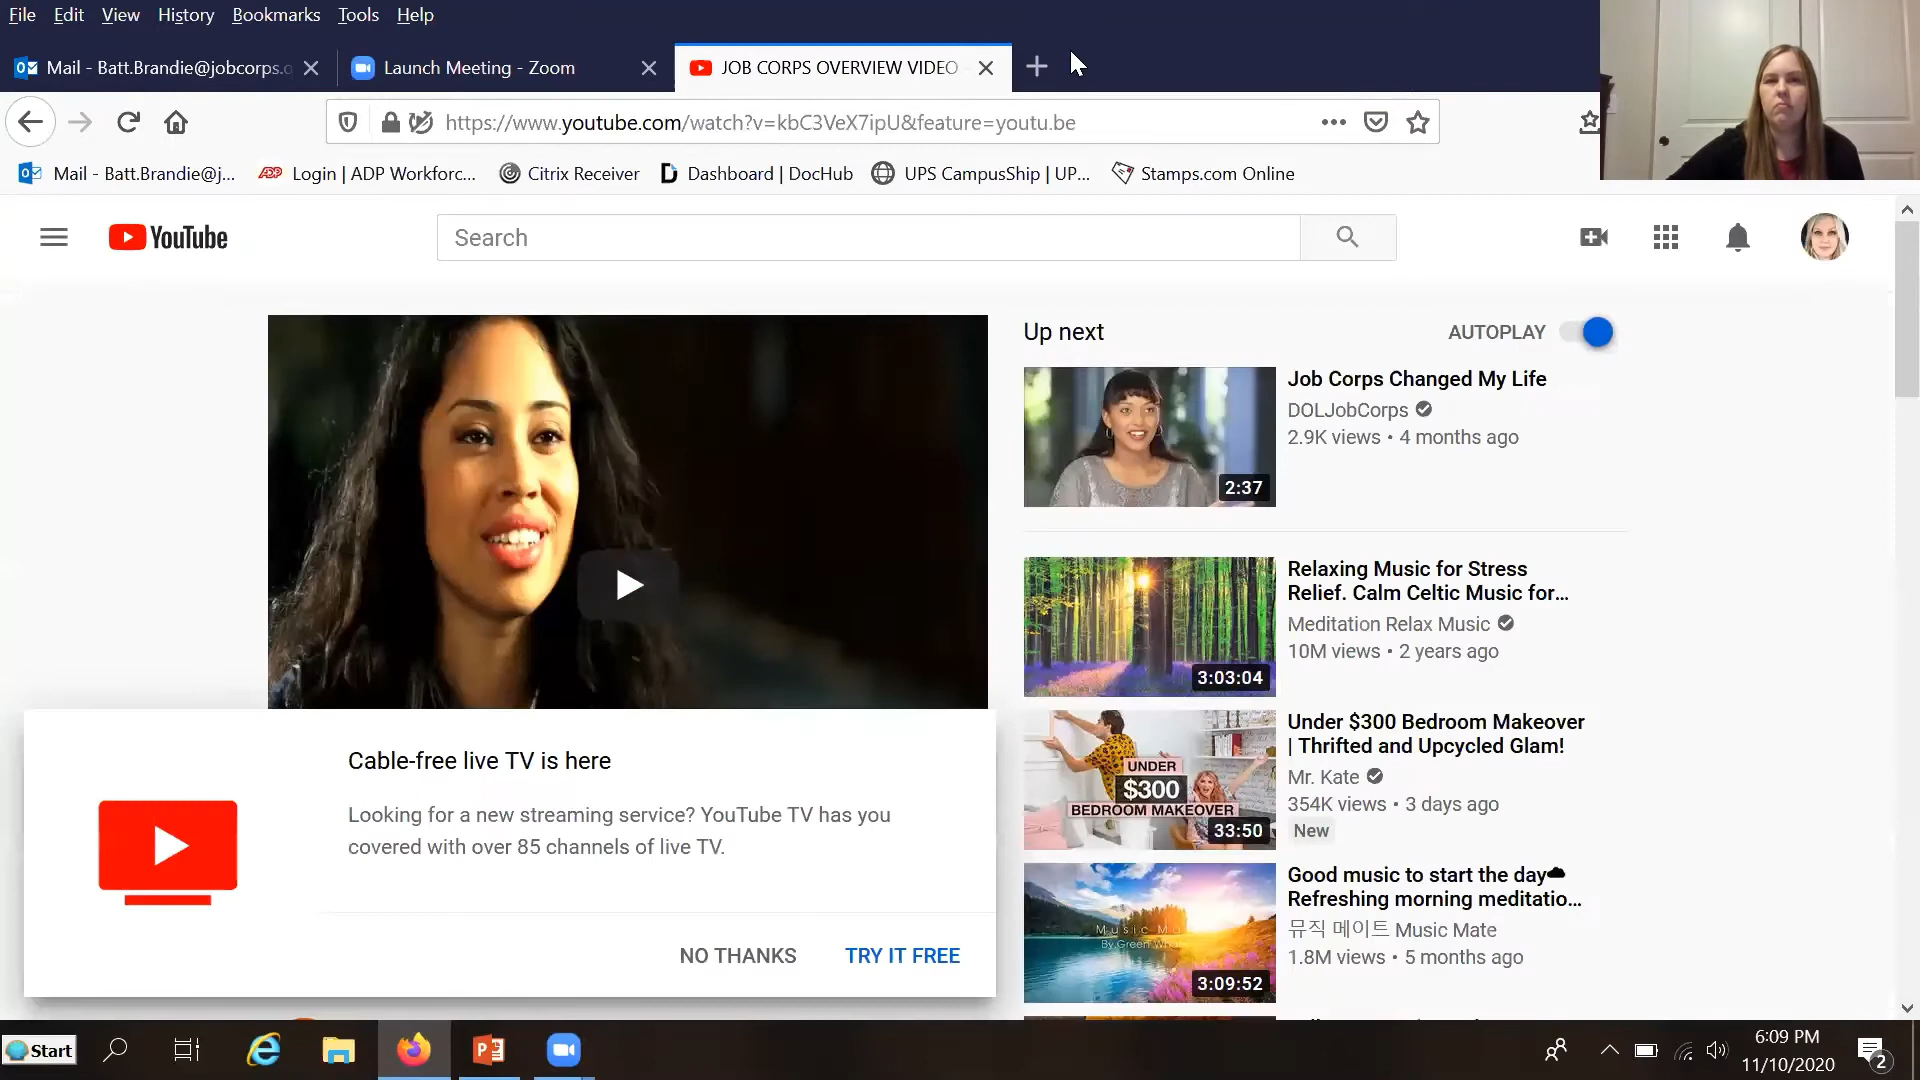 File Edit View History Bookmarks Tools Help
Mail - Batt.Brandie@jobcorps.o
Launch Meeting - Zoom
JOB CORPS OVERVIEW VIDEO
https://www.youtube.com/watch?v=kbC3VeX7ipU&feature=youtu.be
Mail - Batt.Brandie@j...
Login | ADP Workforc...
Citrix Receiver
Dashboard | DocHub
UPS CampusShip | UP...
Stamps.com Online
YouTube
Search
Up next
AUTOPLAY
2:37
Job Corps Changed My Life
DOLJobCorps
2.9K views • 4 months ago
3:03:04
Relaxing Music for Stress
Relief. Calm Celtic Music for...
Meditation Relax Music
10M views • 2 years ago
UNDER
$300
BEDROOM MAKEOVER
33:50
Under $300 Bedroom Makeover
| Thrifted and Upcycled Glam!
Mr. Kate
354K views • 3 days ago
New
3:09:52
Good music to start the day
Refreshing morning meditatio...
뮤직 메이트 Music Mate
1.8M views • 5 months ago
Cable-free live TV is here
Looking for a new streaming service? YouTube TV has you
covered with over 85 channels of live TV.
NO THANKS
TRY IT FREE
Start
6:09 PM
11/10/2020
2